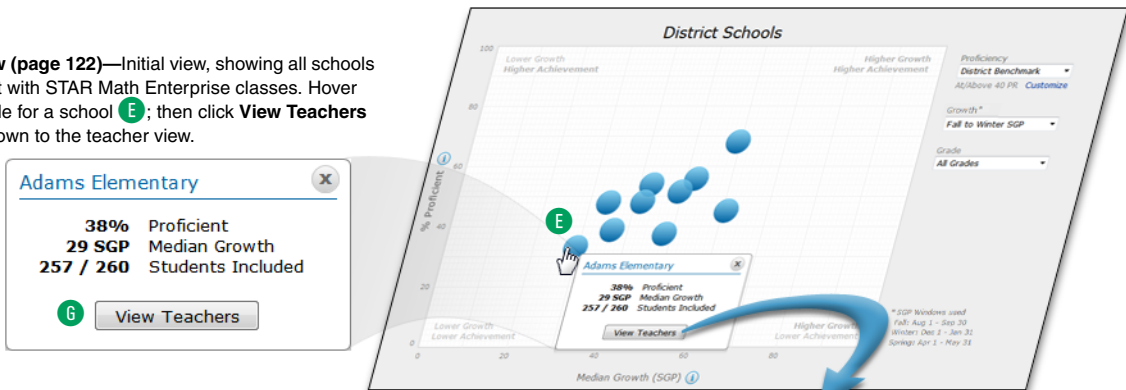 w (page 122)—Initial view, showing all schools
t with STAR Math Enterprise classes. Hover
le for a school E; then click View Teachers
own to the teacher view.
Adams Elementary
x
38% Proficient
29 SGP Median Growth
257 / 260 Students Included
G View Teachers
District Schools
100
Lower Growth
Higher Achievement
Higher Growth
Higher Achievement
80
60
40
20
0
% Proficient i
E
Adams Elementary
x
38% Proficient
29 SGP Median Growth
257 / 260 Students Included
View Teachers
Lower Growth
Lower Achievement
Higher Growth
Lower Achievement
0 20 40 60 80
Median Growth (SGP) i
Proficiency
District Benchmark
At/Above 40 PR Customize
Growth*
Fall to Winter SGP
Grade
All Grades
* SGP Windows used
Fall: Aug 1 - Sep 30
Winter: Dec 1 - Jan 31
Spring: Apr 1 - May 31